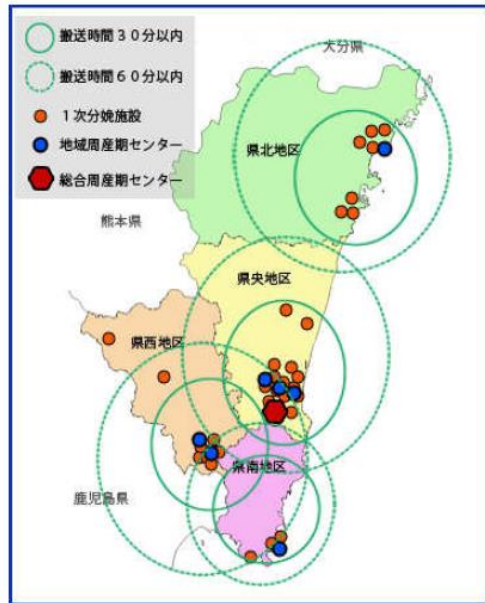 搬送時間30分以内
搬送時間60分以内
1次分娩施設
地域周産期センター
総合周産期センター
大分県
県北地区
熊本県
県央地区
県西地区
鹿児島県
県南地区